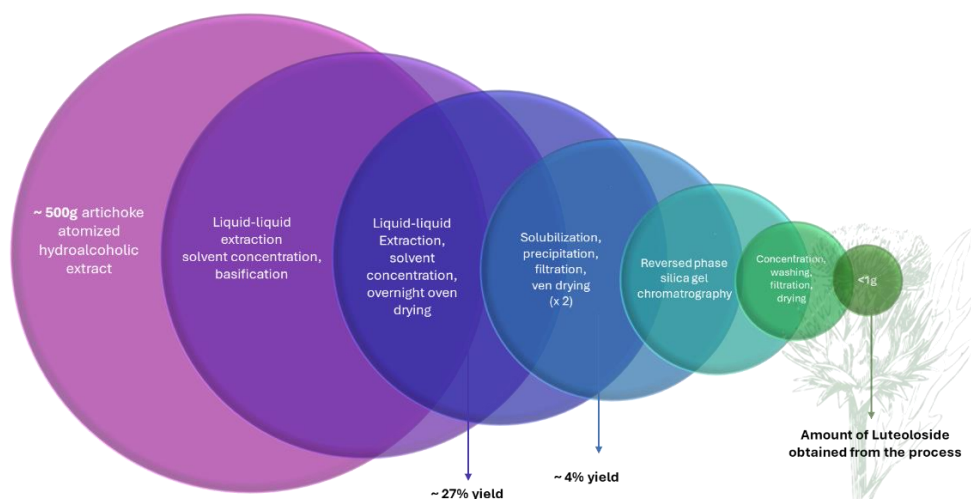 ~ 500g artichoke
atomized
hydroalcoholic
extract
Liquid-liquid
extraction
solvent concentration,
basification
Liquid-liquid
Extraction,
solvent
concentration,
overnight oven
drying
Solubilization,
precipitation,
filtration,
ven drying
(x 2)
Reversed phase
silica gel
chromatrography
Concenfration,
washing,
filtration,
drying
<1g
~ 27% yield
~ 4% yield
Amount of Luteoloside
obtained from the process